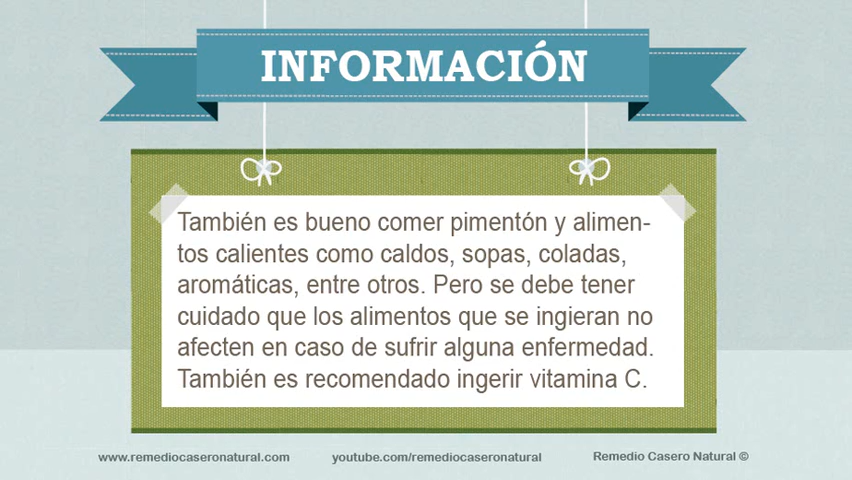 INFORMACIÓN
También es bueno comer pimentón y alimen-
tos calientes como caldos, sopas, coladas,
aromáticas, entre otros. Pero se debe tener
cuidado que los alimentos que se ingieran no
afecten en caso de sufrir alguna enfermedad.
También es recomendado ingerir vitamina C.
www.remediocaseronatural.com youtube.com/remediocaseronatural Remedio Casero Natural ©